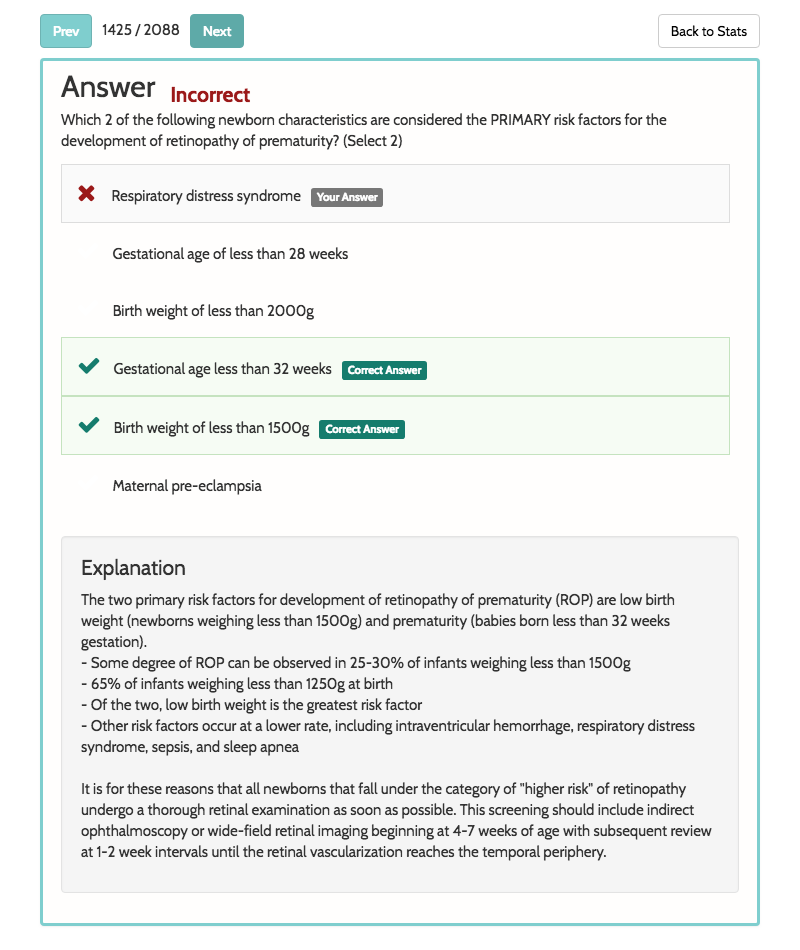 Prev 1425 / 2088 Next Back to Stats
Answer Incorrect
Which 2 of the following newborn characteristics are considered the PRIMARY risk factors for the
development of retinopathy of prematurity? (Select 2)
Respiratory distress syndrome Your Answer
Gestational age of less than 28 weeks
Birth weight of less than 2000g
Gestational age less than 32 weeks Correct Answer
Birth weight of less than 1500g Correct Answer
Maternal pre-eclampsia
Explanation
The two primary risk factors for development of retinopathy of prematurity (ROP) are low birth
weight (newborns weighing less than 1500g) and prematurity (babies born less than 32 weeks
gestation).
- Some degree of ROP can be observed in 25-30% of infants weighing less than 1500g
- 65% of infants weighing less than 1250g at birth
- Of the two, low birth weight is the greatest risk factor
- Other risk factors occur at a lower rate, including intraventricular hemorrhage, respiratory distress
syndrome, sepsis, and sleep apnea
It is for these reasons that all newborns that fall under the category of "higher risk" of retinopathy
undergo a thorough retinal examination as soon as possible. This screening should include indirect
ophthalmoscopy or wide-field retinal imaging beginning at 4-7 weeks of age with subsequent review
at 1-2 week intervals until the retinal vascularization reaches the temporal periphery.